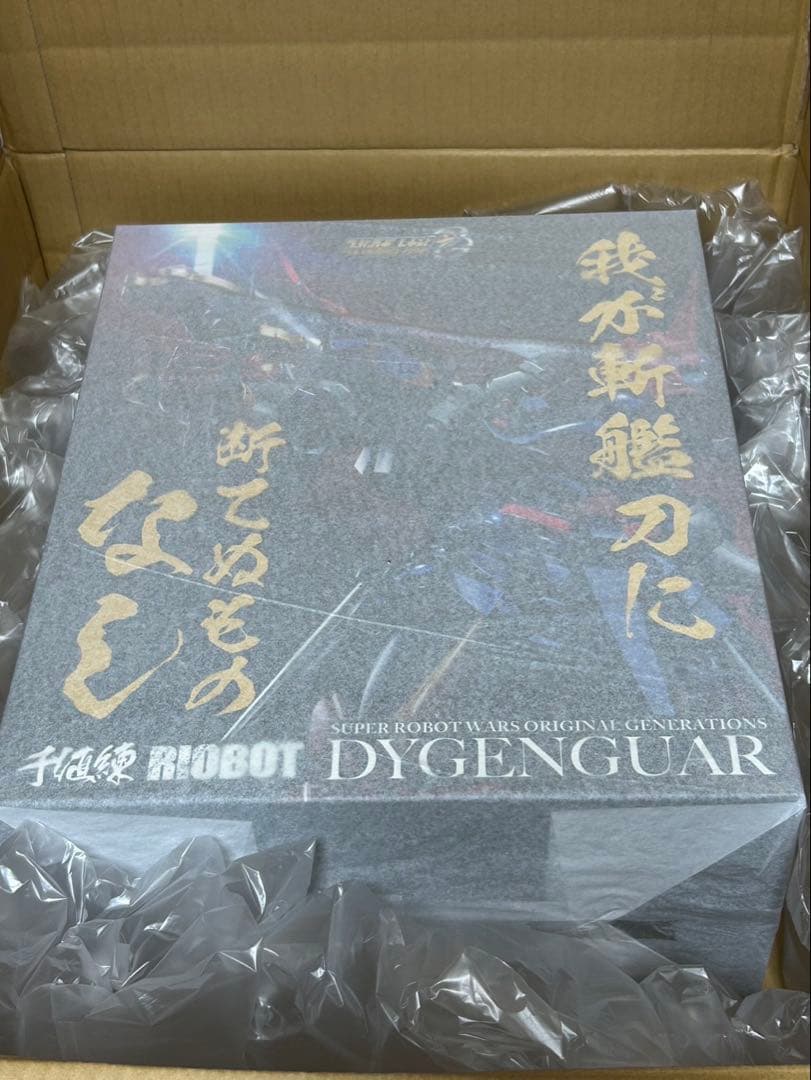 我が斬艦刀に
断てぬもの
なし
SUPER ROBOT WARS ORIGINAL GENERATIONS
千値練 RIOBOT DYGENGUAR